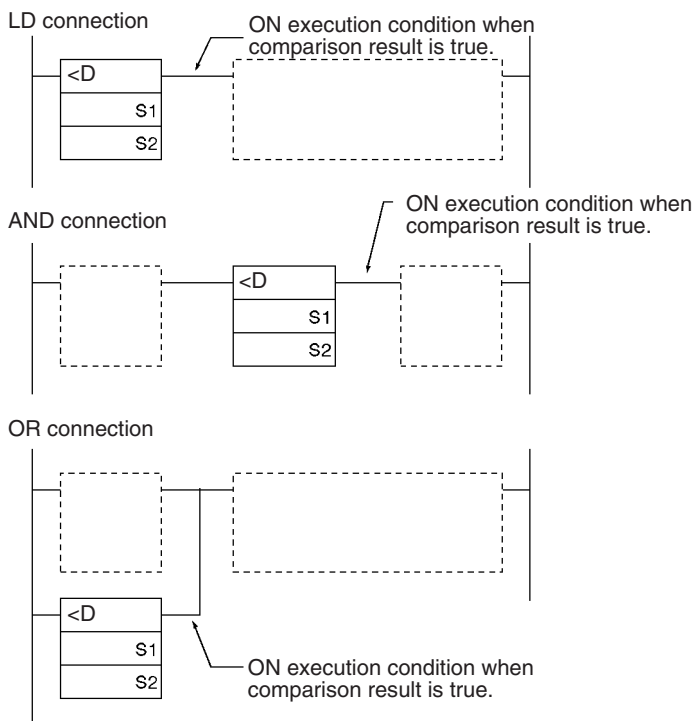 LD connection
ON execution condition when
comparison result is true.
<D
S1
S2
AND connection
ON execution condition when
comparison result is true.
<D
S1
S2
OR connection
<D
S1
S2
ON execution condition when
comparison result is true.